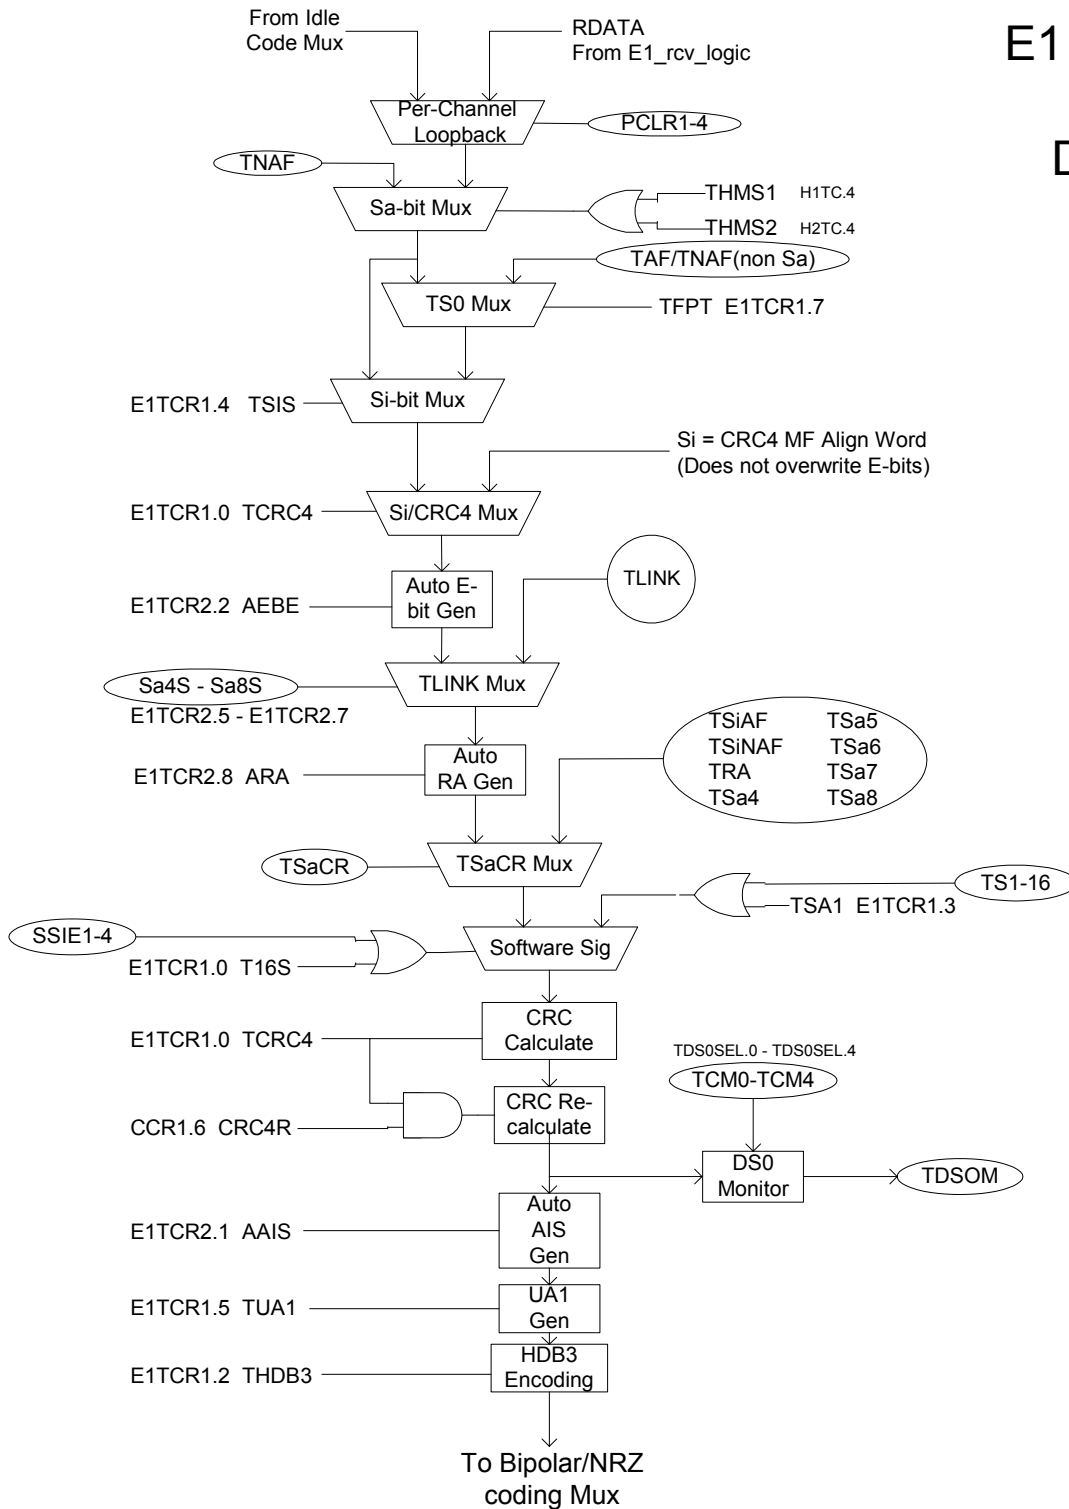 From Idle
Code Mux
RDATA
From E1_rcv_logic
E1
D
Per-Channel
Loopback
PCLR1-4
TNAF
Sa-bit Mux
THMS1 H1TC.4
THMS2 H2TC.4
TAF/TNAF(non Sa)
TS0 Mux
TFPT E1TCR1.7
E1TCR1.4 TSIS
Si-bit Mux
Si = CRC4 MF Align Word
(Does not overwrite E-bits)
E1TCR1.0 TCRC4
Si/CRC4 Mux
Auto E-
bit Gen
TLINK
E1TCR2.2 AEBE
Sa4S - Sa8S
TLINK Mux
E1TCR2.5 - E1TCR2.7
TSiAF TSa5
TSiNAF TSa6
TRA TSa7
TSa4 TSa8
Auto
RA Gen
E1TCR2.8 ARA
TSaCR
TSaCR Mux
TS1-16
TSA1 E1TCR1.3
SSIE1-4
Software Sig
E1TCR1.0 T16S
CRC
Calculate
E1TCR1.0 TCRC4
TDS0SEL.0 - TDS0SEL.4
TCM0-TCM4
CRC Re-
calculate
CCR1.6 CRC4R
DS0
Monitor
TDSOM
Auto
AIS
Gen
E1TCR2.1 AAIS
UA1
Gen
E1TCR1.5 TUA1
HDB3
Encoding
E1TCR1.2 THDB3
To Bipolar/NRZ
coding Mux